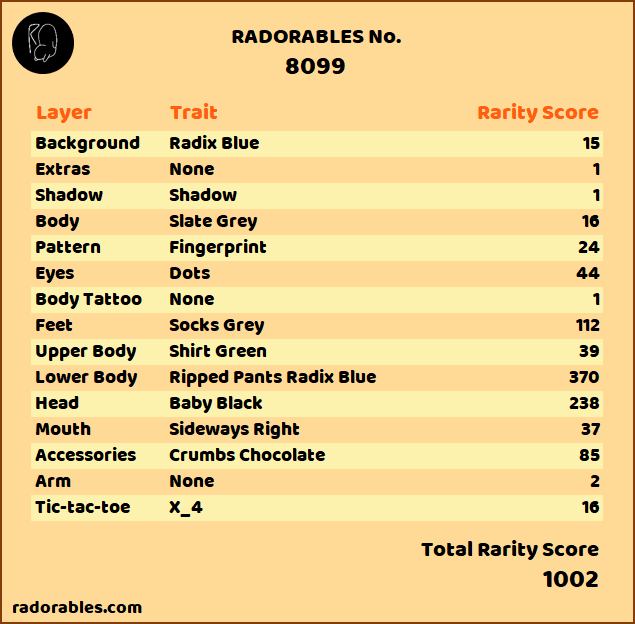 RADORABLES No.
8099
Layer Trait Rarity Score
Background Radix Blue 15
Extras None 1
Shadow Shadow 1
Body Slate Grey 16
Pattern Fingerprint 24
Eyes Dots 44
Body Tattoo None 1
Feet Socks Grey 112
Upper Body Shirt Green 39
Lower Body Ripped Pants Radix Blue 370
Head Baby Black 238
Mouth Sideways Right 37
Accessories Crumbs Chocolate 85
Arm None 2
Tic-tac-toe X_4 16
Total Rarity Score
1002
radorables.com